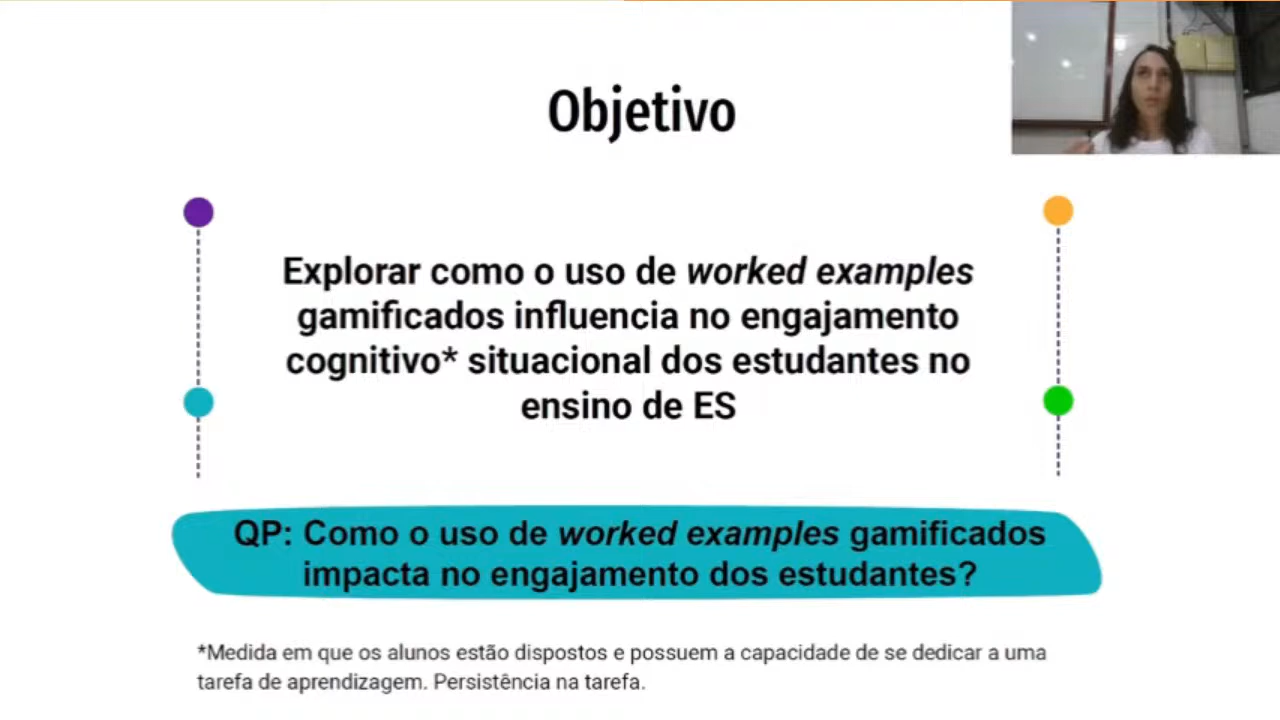 Objetivo
Explorar como o uso de worked examples
gamificados influencia no engajamento
cognitivo* situacional dos estudantes no
ensino de ES
QP: Como o uso de worked examples gamificados
impacta no engajamento dos estudantes?
*Medida em que os alunos estão dispostos e possuem a capacidade de se dedicar a uma
tarefa de aprendizagem. Persistência na tarefa.